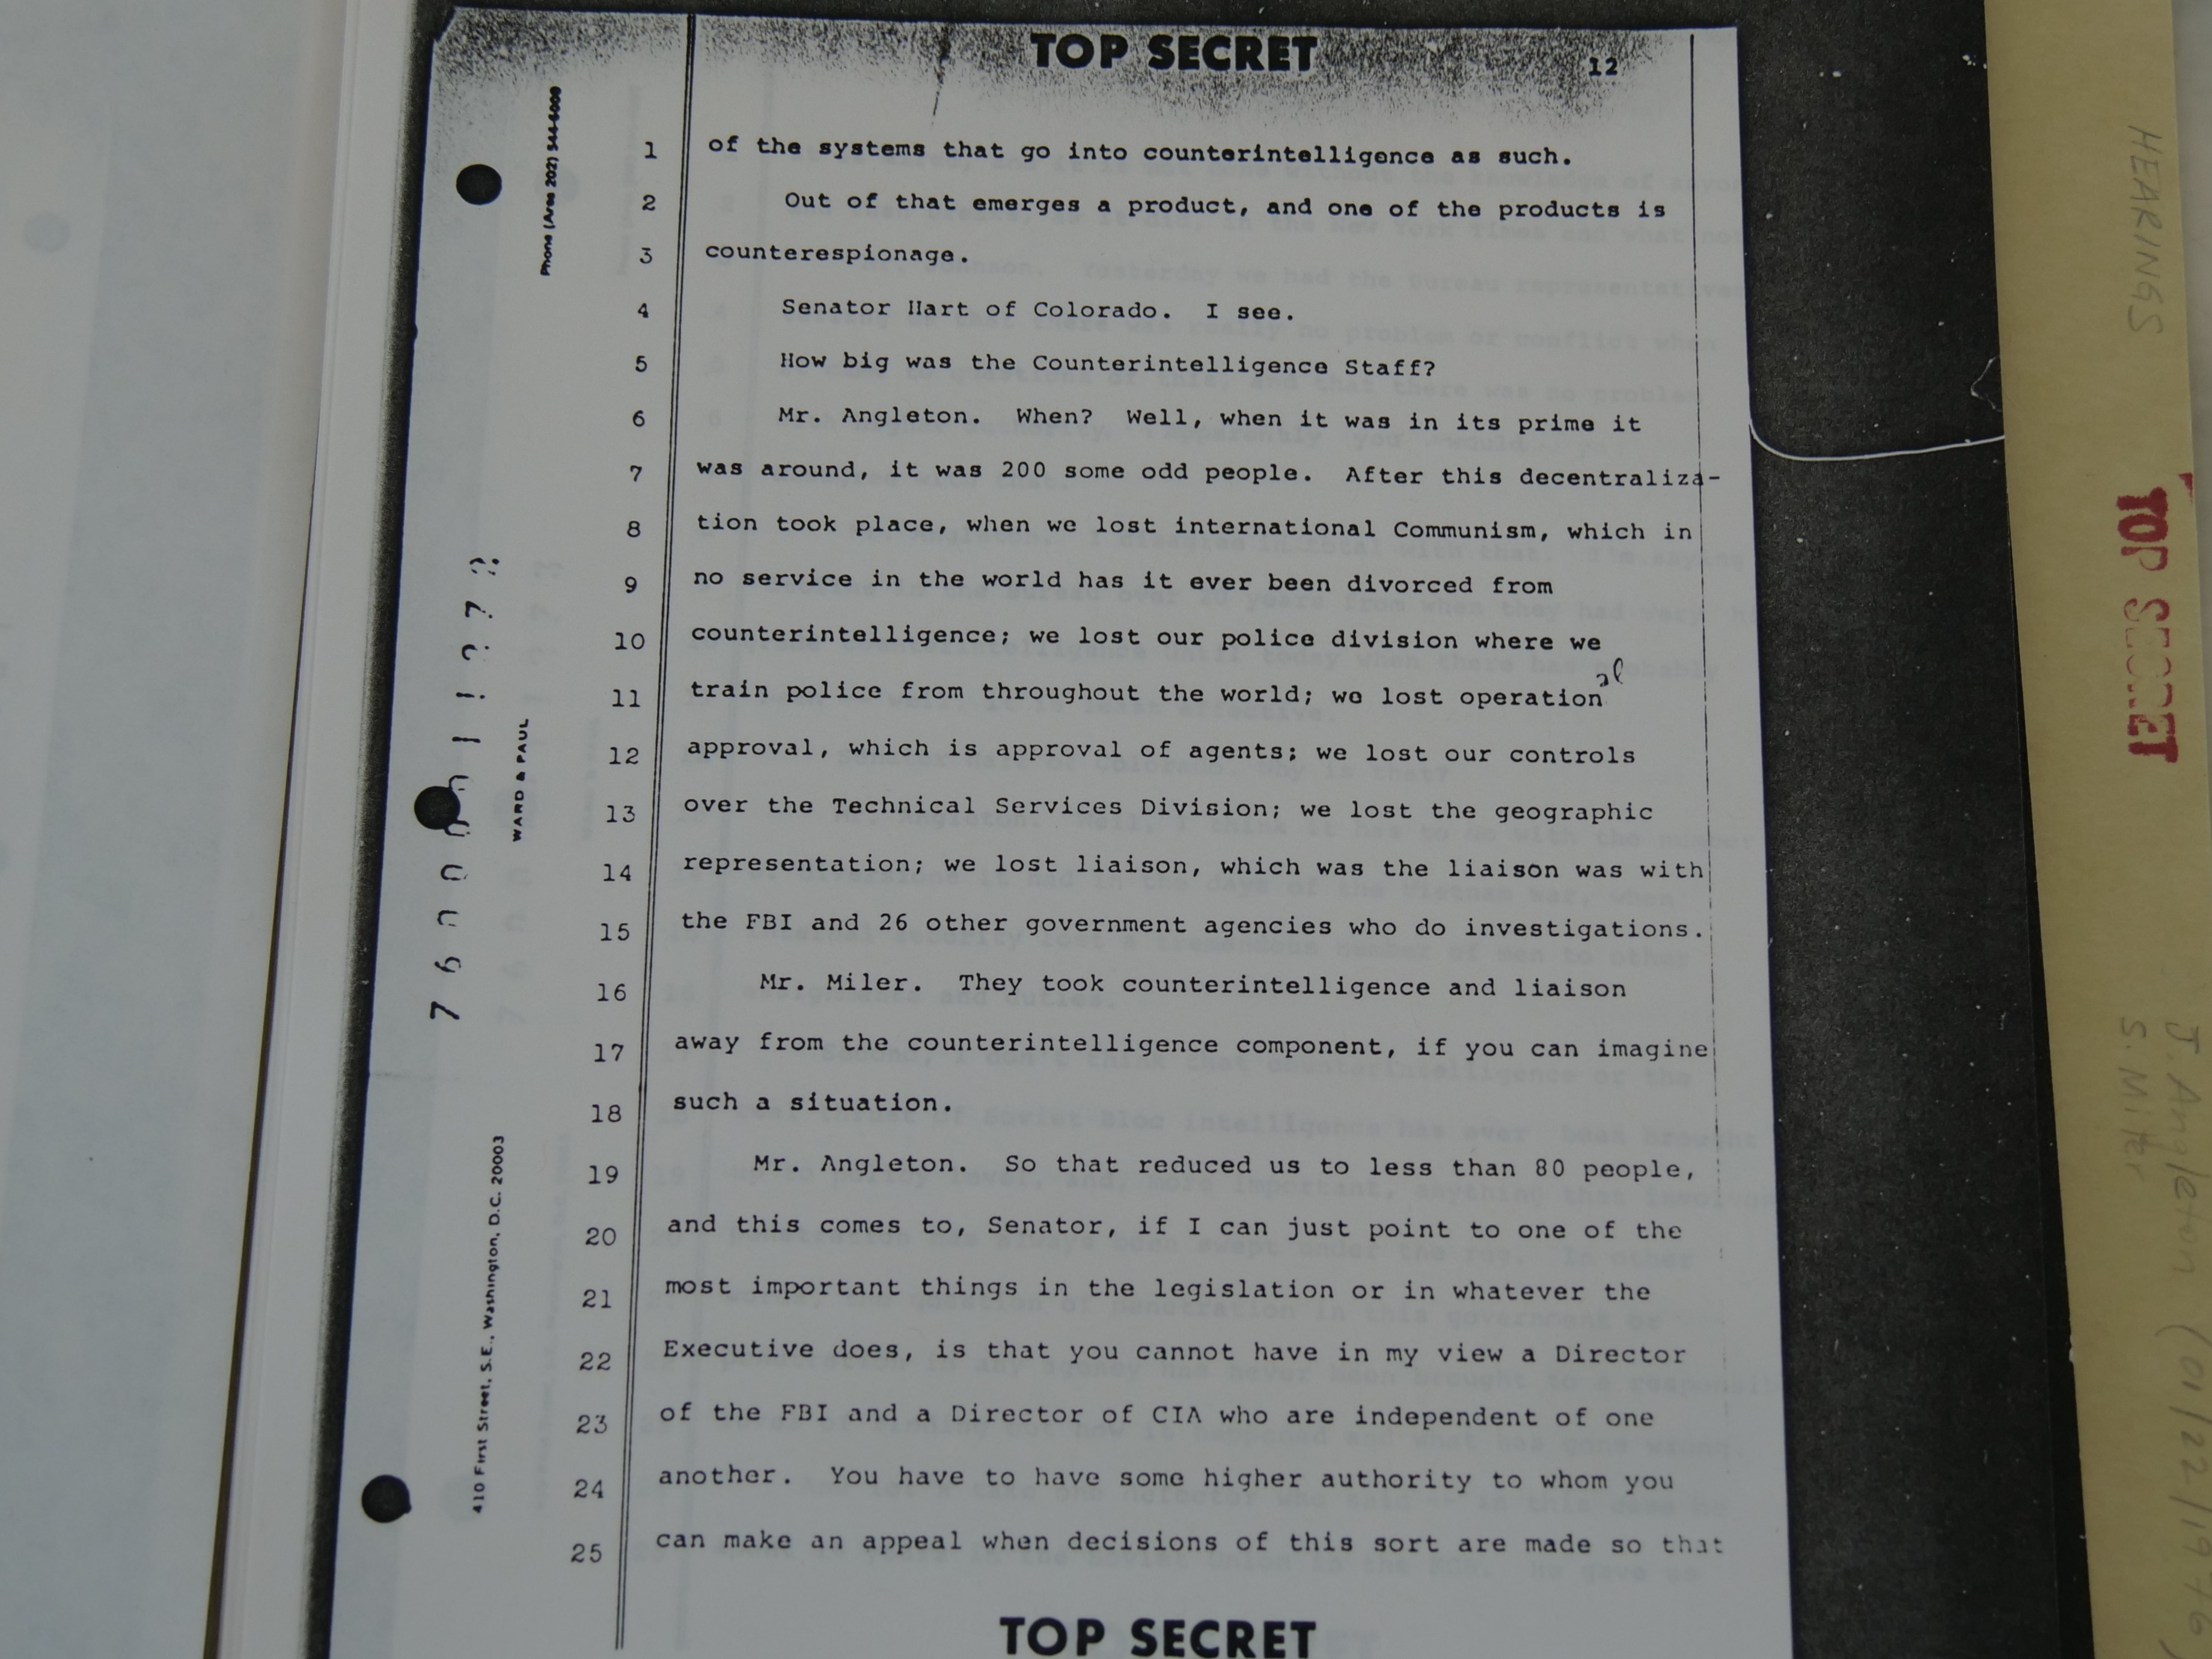 TOP SECRET
12
Phone (Area 202) 544-6000
1 of the systems that go into counterintelligence as such.
2 Out of that emerges a product, and one of the products is
3 counterespionage.
4 Senator Hart of Colorado. I see.
5 How big was the Counterintelligence Staff?
6 Mr. Angleton. When? Well, when it was in its prime it
7 was around, it was 200 some odd people. After this decentraliza-
8 tion took place, when we lost international Communism, which in
9 no service in the world has it ever been divorced from
10 counterintelligence; we lost our police division where we
11 train police from throughout the world; we lost operational
12 approval, which is approval of agents; we lost our controls
WARD & PAUL
13 over the Technical Services Division; we lost the geographic
14 representation; we lost liaison, which was the liaison was with
15 the FBI and 26 other government agencies who do investigations.
16 Mr. Miler. They took counterintelligence and liaison
17 away from the counterintelligence component, if you can imagine
18 such a situation.
19 Mr. Angleton. So that reduced us to less than 80 people,
20 and this comes to, Senator, if I can just point to one of the
21 most important things in the legislation or in whatever the
22 Executive does, is that you cannot have in my view a Director
23 of the FBI and a Director of CIA who are independent of one
24 another. You have to have some higher authority to whom you
25 can make an appeal when decisions of this sort are made so that
410 First Street, S.E., Washington, D.C. 20003
TOP SECRET
HEARINGS
TOP SECRET
J. Angleton (01/22/1976)
S. Miler